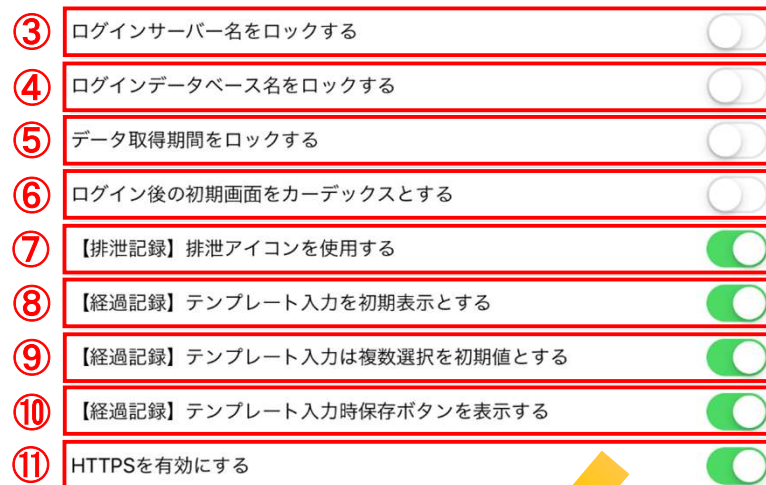 ③ ログインサーバー名をロックする
④ ログインデータベース名をロックする
⑤ データ取得期間をロックする
⑥ ログイン後の初期画面をカーデックスとする
⑦ 【排泄記録】排泄アイコンを使用する
⑧ 【経過記録】テンプレート入力を初期表示とする
⑨ 【経過記録】テンプレート入力は複数選択を初期値とする
⑩ 【経過記録】テンプレート入力時保存ボタンを表示する
⑪ HTTPSを有効にする